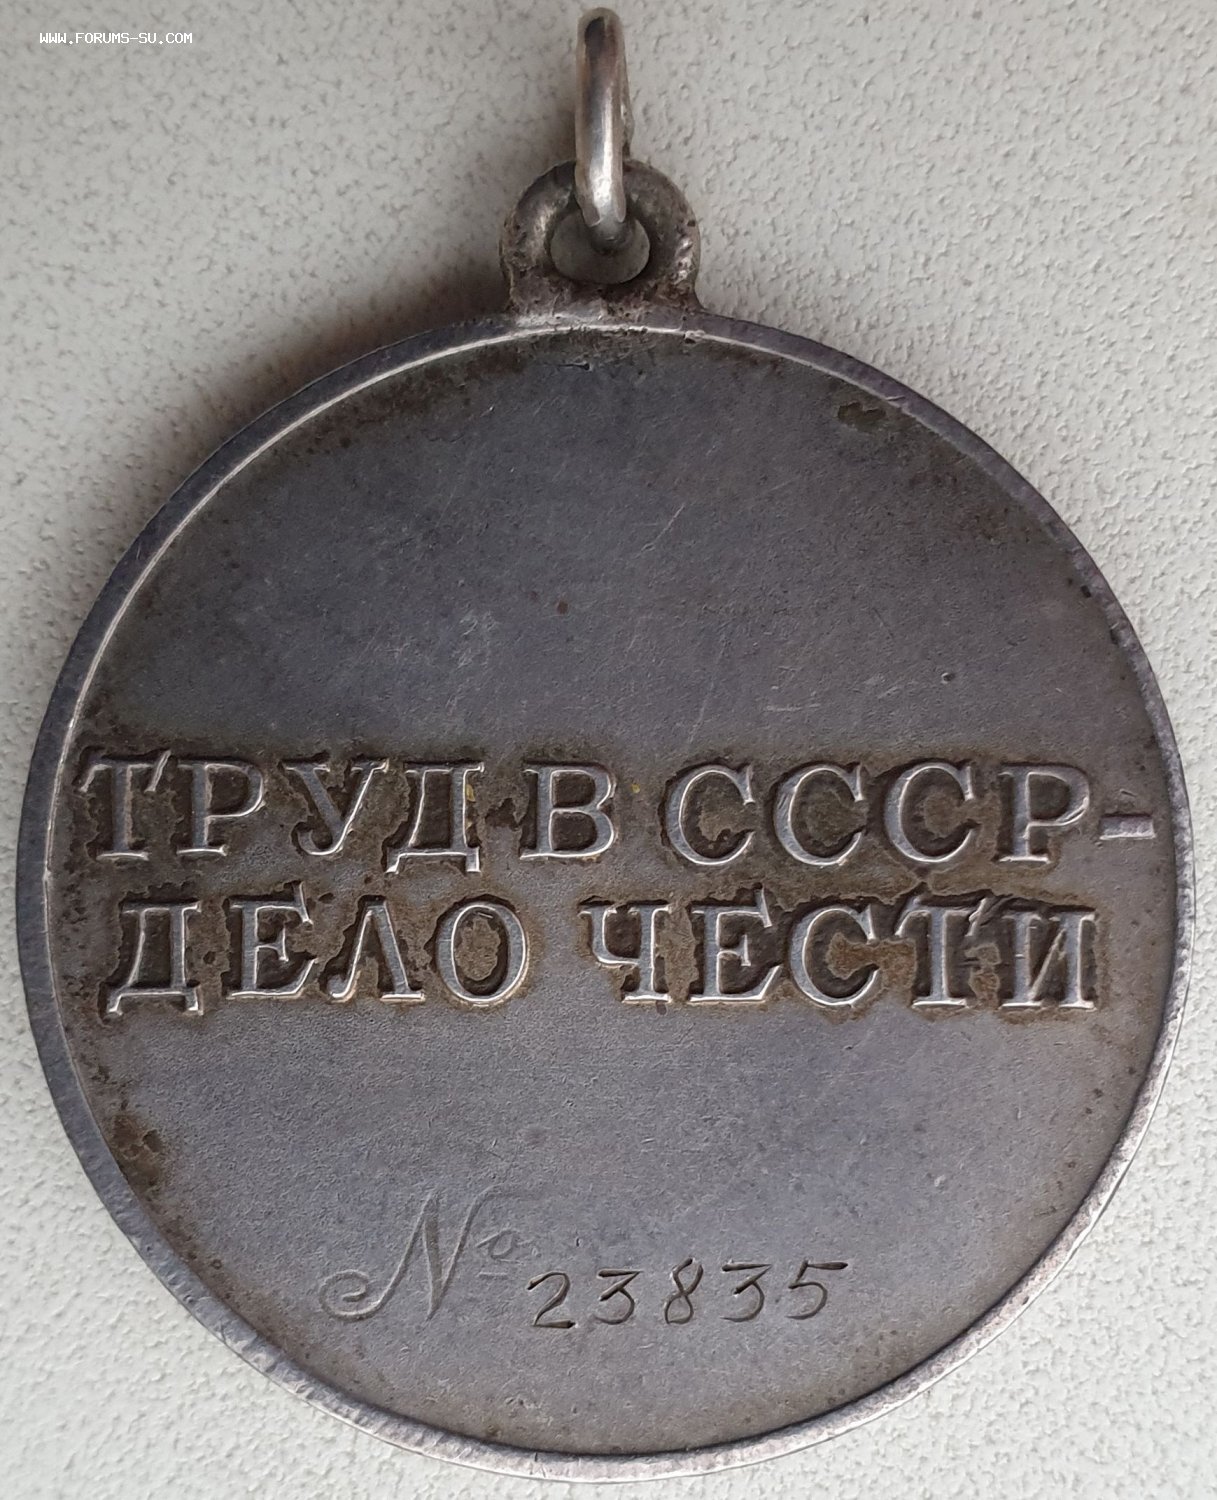 WWW.FORUMS-SU.COM
ТРУД В СССР-
ДЕЛО ЧЕСТИ
№ 23835